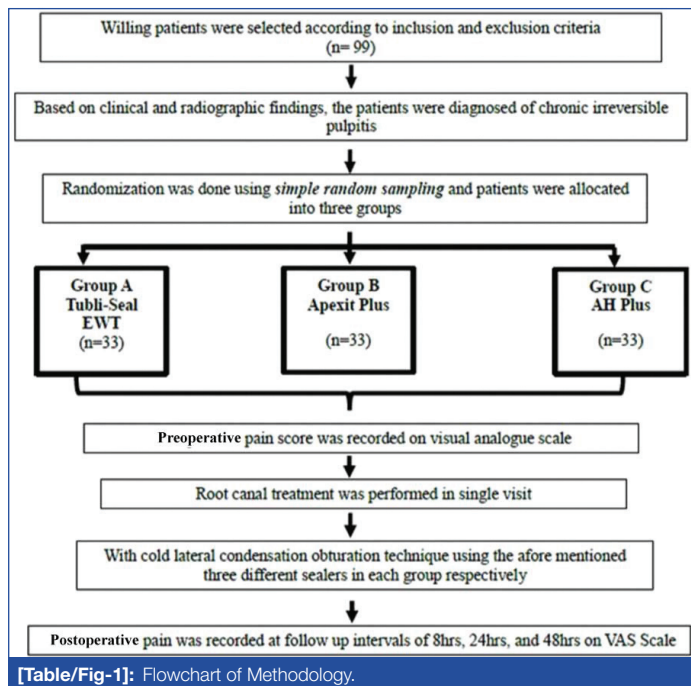 Willing patients were selected according to inclusion and exclusion criteria
(n= 99)
Based on clinical and radiographic findings, the patients were diagnosed of chronic irreversible
pulpitis
Randomization was done using simple random sampling and patients were allocated
into three groups
Group A
Tubli-Seal
EWT
(n=33)
Group B
Apexit Plus
(n=33)
Group C
AH Plus
(n=33)
Preoperative pain score was recorded on visual analogue scale
Root canal treatment was performed in single visit
With cold lateral condensation obturation technique using the afore mentioned
three different sealers in each group respectively
Postoperative pain was recorded at follow up intervals of 8hrs, 24hrs, and 48hrs on VAS Scale
[Table/Fig-1]: Flowchart of Methodology.